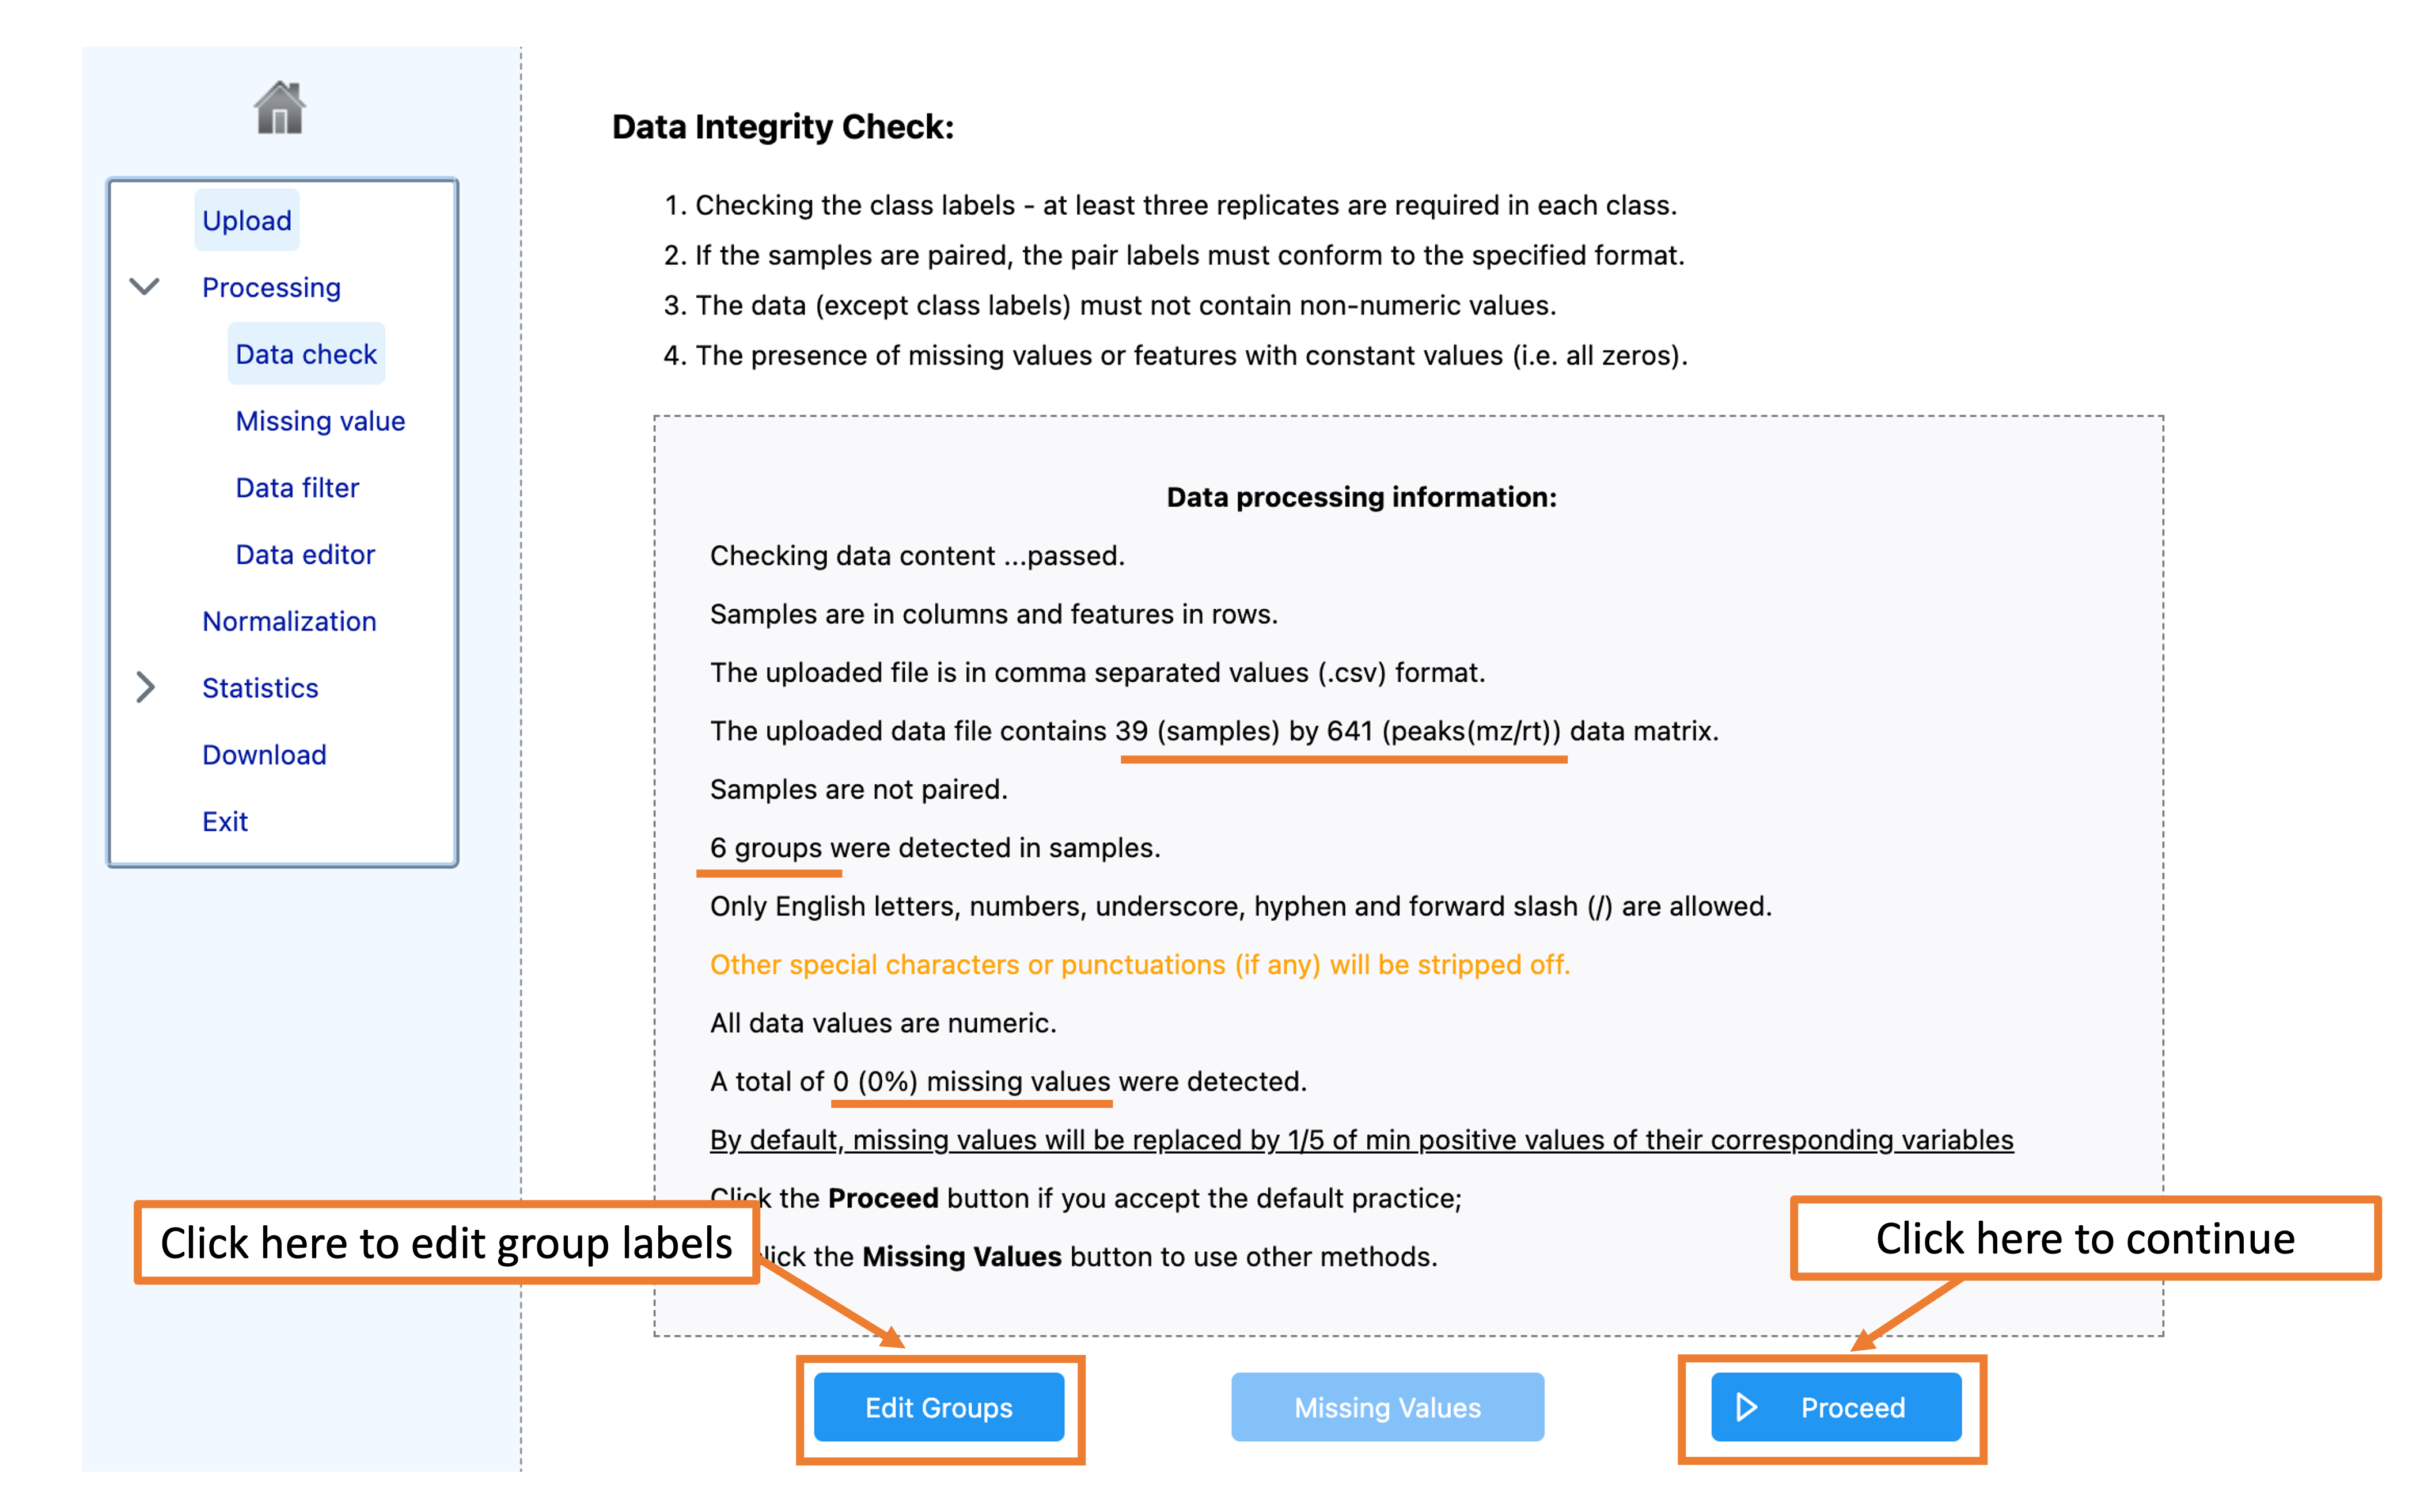 Upload
Processing
Data check
Missing value
Data filter
Data editor
Normalization
Statistics
Download
Exit
Data Integrity Check:
1. Checking the class labels - at least three replicates are required in each class.
2. If the samples are paired, the pair labels must conform to the specified format.
3. The data (except class labels) must not contain non-numeric values.
4. The presence of missing values or features with constant values (i.e. all zeros).
Data processing information:
Checking data content ...passed.
Samples are in columns and features in rows.
The uploaded file is in comma separated values (.csv) format.
The uploaded data file contains 39 (samples) by 641 (peaks(mz/rt)) data matrix.
Samples are not paired.
6 groups were detected in samples.
Only English letters, numbers, underscore, hyphen and forward slash (/) are allowed.
Other special characters or punctuations (if any) will be stripped off.
All data values are numeric.
A total of 0 (0%) missing values were detected.
By default, missing values will be replaced by 1/5 of min positive values of their corresponding variables
Click the Proceed button if you accept the default practice;
lick the Missing Values button to use other methods.
Click here to edit group labels
Click here to continue
Edit Groups
Missing Values
Proceed